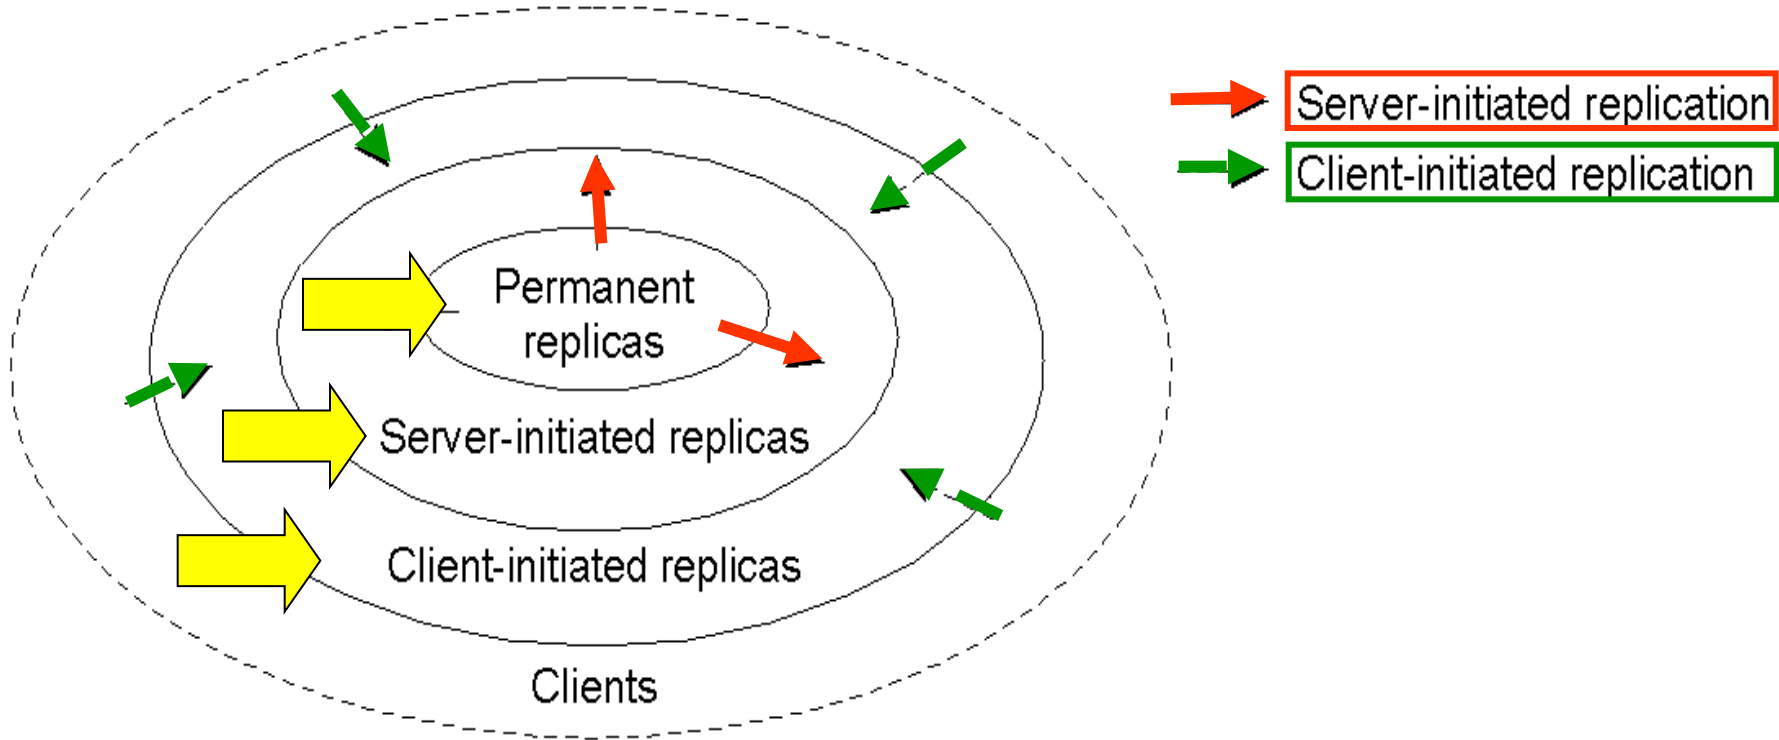 Server-initiated replication
Client-initiated replication
Permanent
replicas
Server-initiated replicas
Client-initiated replicas
Clients